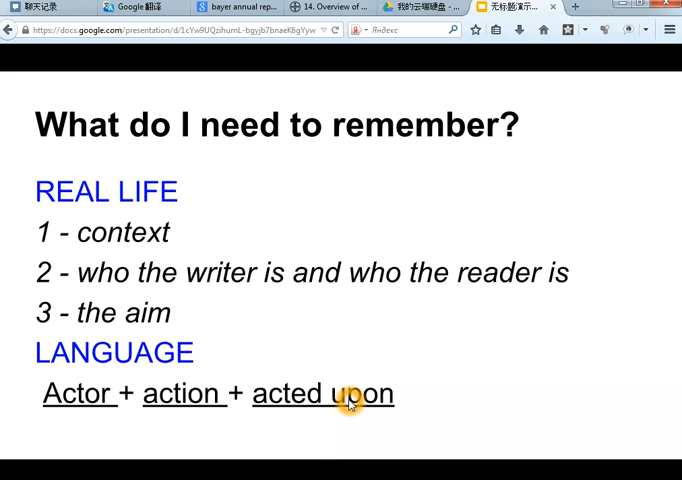 聊天记录 Google 翻译 bayer annual rep... 14. Overview of ... 我的云端硬盘 - ... 无标题演示...
https://docs.google.com/presentation/d/1cYw9UQzihumL-bgyjb7bnaeK6gYyw Яндекс
What do I need to remember?
REAL LIFE
1 - context
2 - who the writer is and who the reader is
3 - the aim
LANGUAGE
Actor + action + acted upon